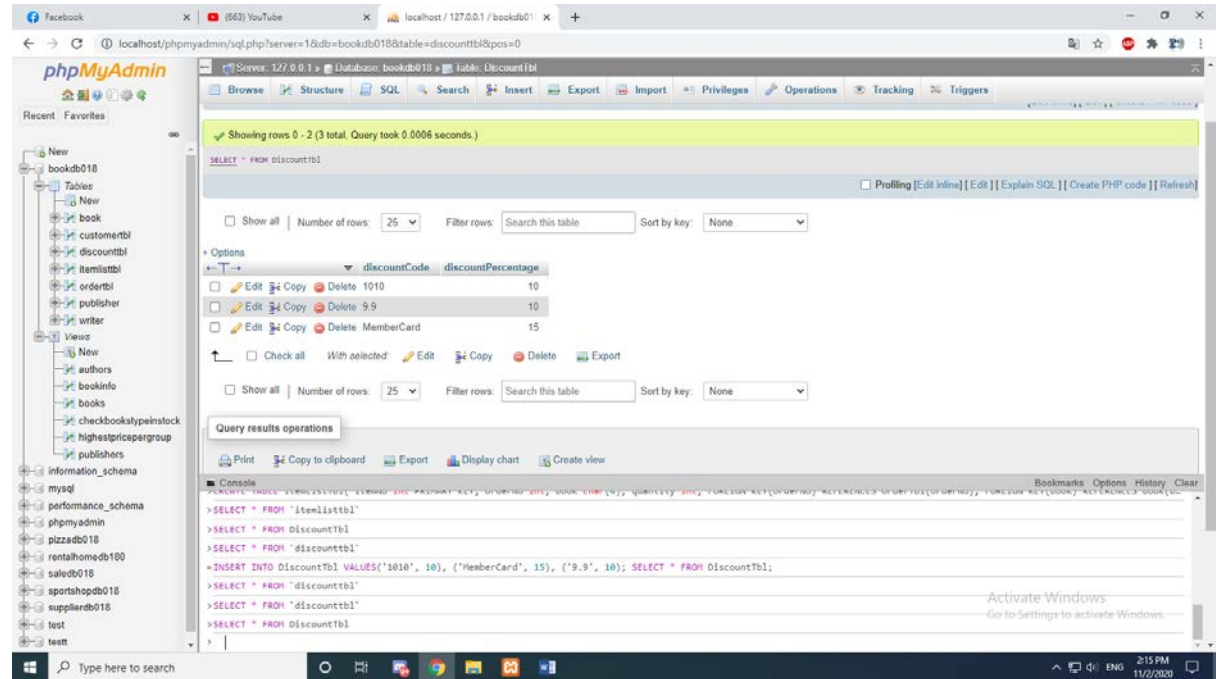 Facebook
(663) YouTube
localhost / 127.0.0.1 / bookdb01
localhost/phpmyadmin/sql.php?server=1&db=bookdb018&table=discounttbl&pos=0
phpMyAdmin
Recent Favorites
New
bookdb018
Tables
New
book
customertbl
discounttbl
itemlisttbl
ordertbl
publisher
writer
Views
New
authors
bookinfo
books
checkbookstypeinstock
highestpricepergroup
publishers
information_schema
mysql
performance_schema
phpmyadmin
pizzadb018
rentalhomedb180
saledb018
sportshopdb018
supplierdb018
test
testt
Server: 127.0.0.1 » Database: bookdb018 » Table: DiscountTbl
Browse Structure SQL Search Insert Export Import Privileges Operations Tracking Triggers
Showing rows 0 - 2 (3 total, Query took 0.0006 seconds.)
SELECT * FROM DiscountTbl
Profiling [Edit inline] [ Edit ] [ Explain SQL ] [ Create PHP code ] [ Refresh]
Show all | Number of rows: 25 Filter rows: Search this table Sort by key: None
+ Options
←T→ discountCode discountPercentage
Edit Copy Delete 1010 10
Edit Copy Delete 9.9 10
Edit Copy Delete MemberCard 15
Check all With selected: Edit Copy Delete Export
Show all | Number of rows: 25 Filter rows: Search this table Sort by key: None
Query results operations
Print Copy to clipboard Export Display chart Create view
Console Bookmarks Options History Clear
>SELECT * FROM `itemlisttbl`
>SELECT * FROM DiscountTbl
>SELECT * FROM `discounttbl`
=INSERT INTO DiscountTbl VALUES('1010', 10), ('MemberCard', 15), ('9.9', 10); SELECT * FROM DiscountTbl;
>SELECT * FROM `discounttbl`
>SELECT * FROM `discounttbl`
>SELECT * FROM DiscountTbl
>
Activate Windows
Go to Settings to activate Windows.
Type here to search
ENG
2:15 PM
11/2/2020